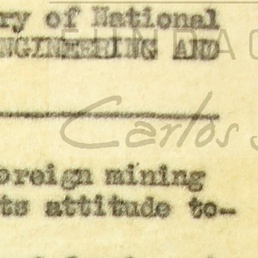 ry of National
NGINEERING AND
Carlos
oreign mining
ts attitude to-